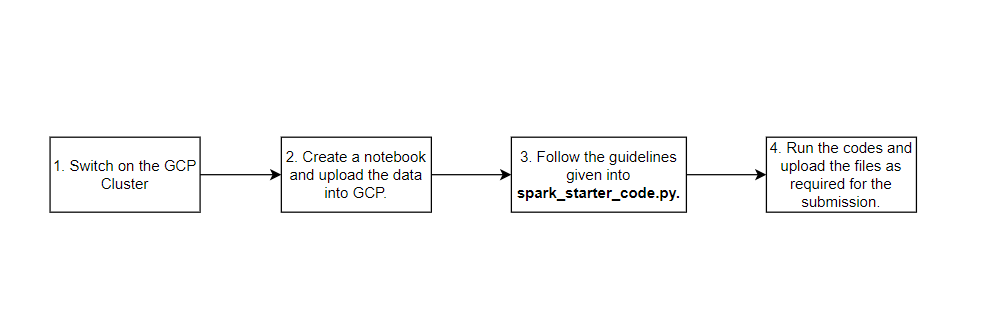 1. Switch on the GCP
Cluster
2. Create a notebook
and upload the data
into GCP.
3. Follow the guidelines
given into
spark_starter_code.py.
4. Run the codes and
upload the files as
required for the
submission.